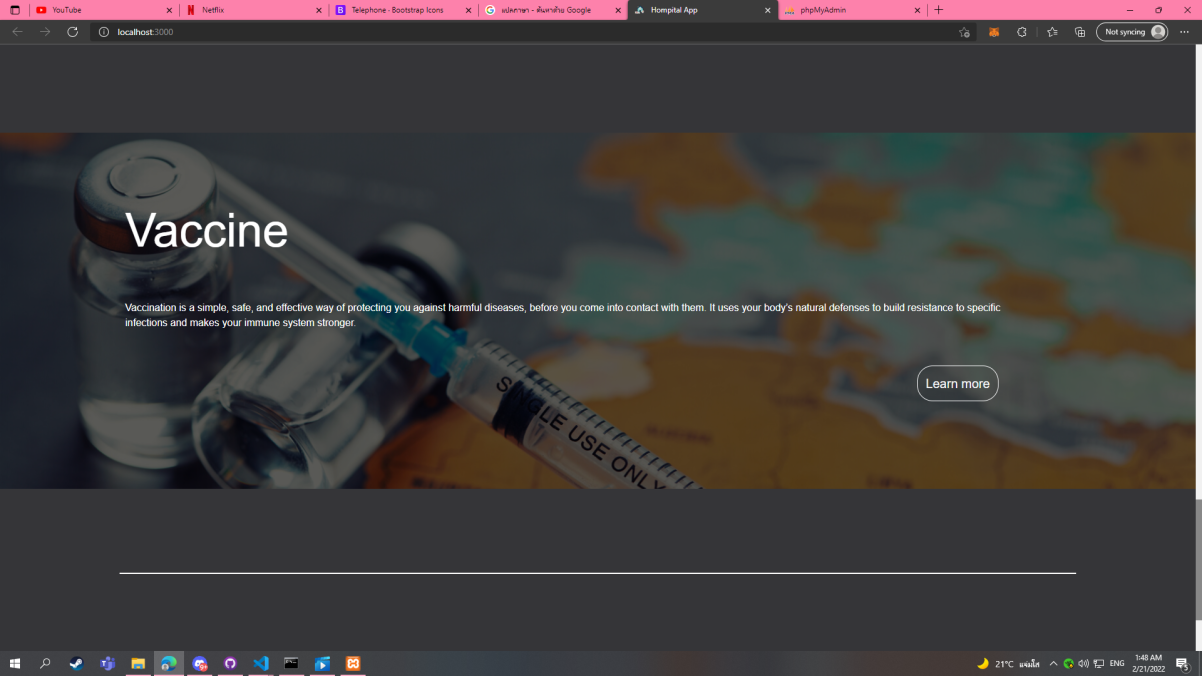 YouTube
Netflix
Telephone · Bootstrap Icons
แปลภาษา - ค้นหาด้วย Google
Hompital App
phpMyAdmin
localhost:3000
Not syncing
Vaccine
Vaccination is a simple, safe, and effective way of protecting you against harmful diseases, before you come into contact with them. It uses your body's natural defenses to build resistance to specific
infections and makes your immune system stronger.
Learn more
SINGLE USE ONLY
21°C แจ่มใส
ENG
1:48 AM
2/21/2022
5